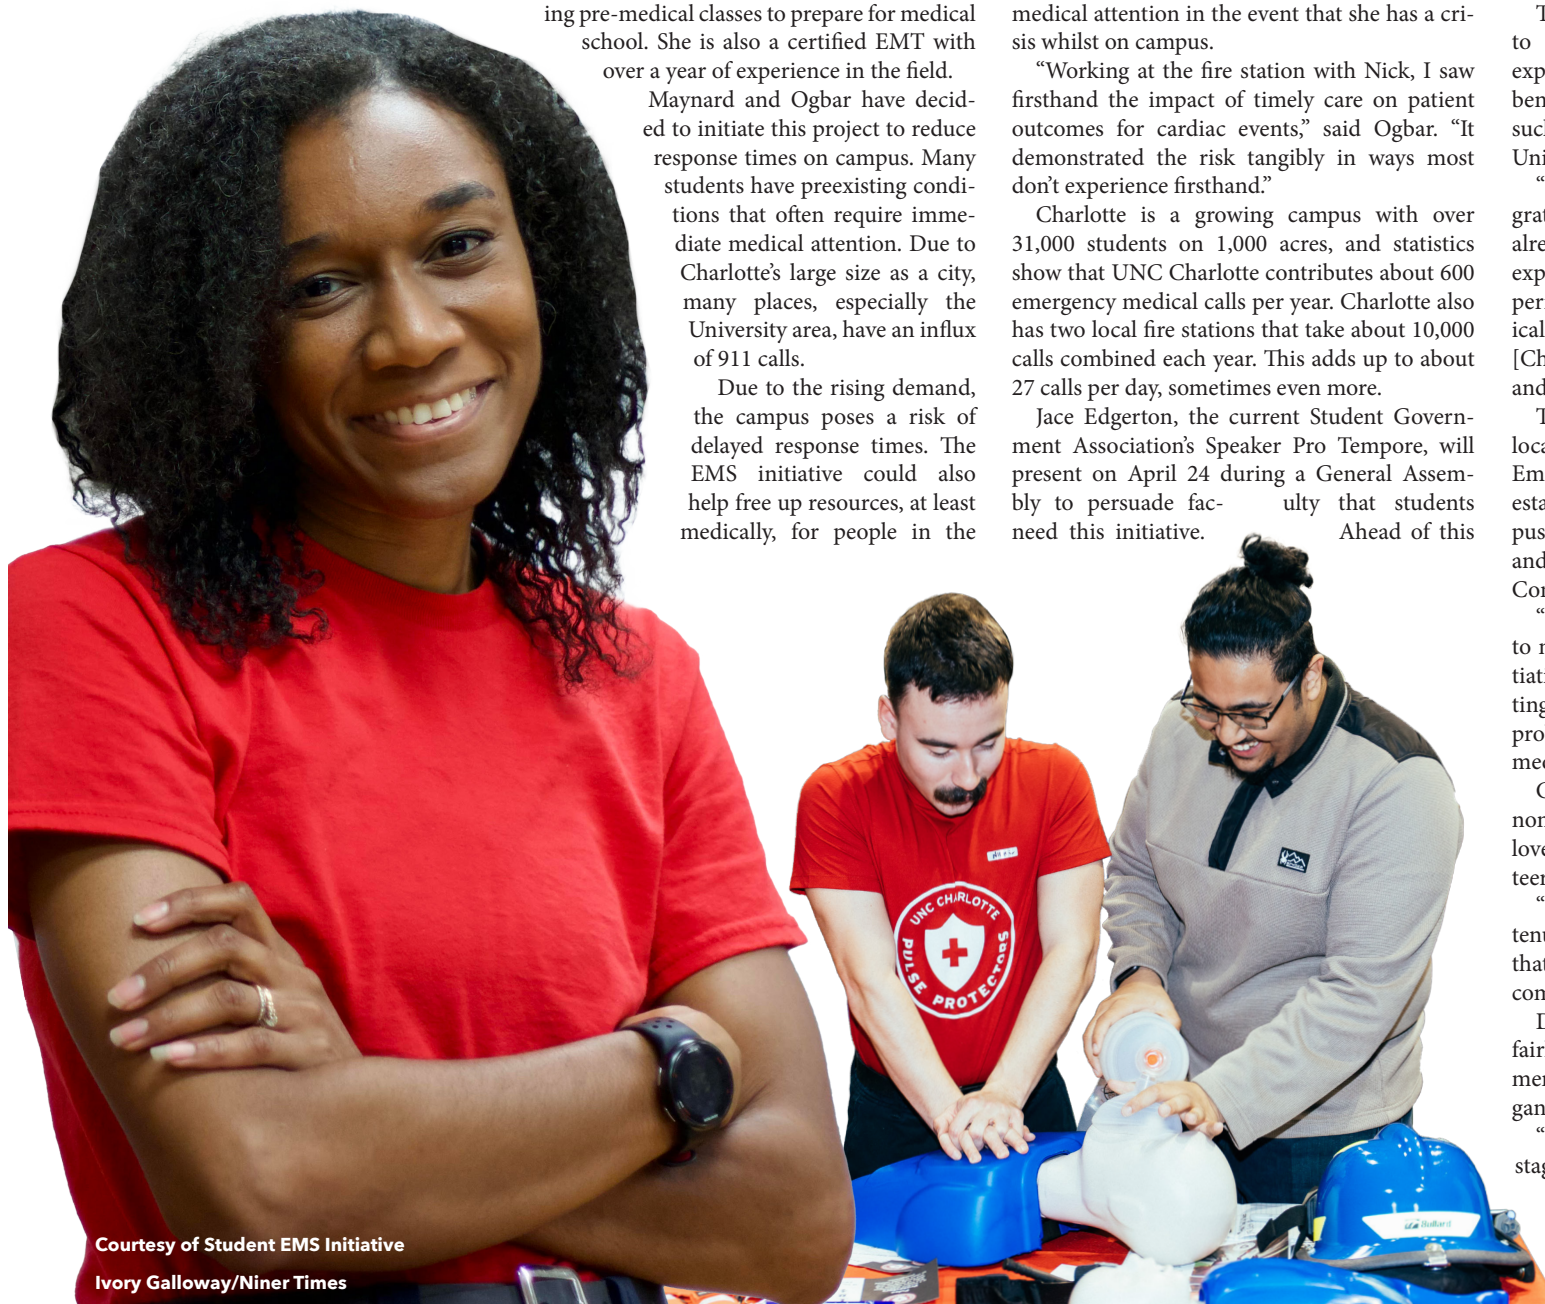 ing pre-medical classes to prepare for medical
school. She is also a certified EMT with
over a year of experience in the field.
Maynard and Ogbar have decid-
ed to initiate this project to reduce
response times on campus. Many
students have preexisting condi-
tions that often require imme-
diate medical attention. Due to
Charlotte’s large size as a city,
many places, especially the
University area, have an influx
of 911 calls.
Due to the rising demand,
the campus poses a risk of
delayed response times. The
EMS initiative could also
help free up resources, at least
medically, for people in the
medical attention in the event that she has a cri-
sis whilst on campus.
“Working at the fire station with Nick, I saw
firsthand the impact of timely care on patient
outcomes for cardiac events,” said Ogbar. “It
demonstrated the risk tangibly in ways most
don’t experience firsthand.”
Charlotte is a growing campus with over
31,000 students on 1,000 acres, and statistics
show that UNC Charlotte contributes about 600
emergency medical calls per year. Charlotte also
has two local fire stations that take about 10,000
calls combined each year. This adds up to about
27 calls per day, sometimes even more.
Jace Edgerton, the current Student Govern-
ment Association’s Speaker Pro Tempore, will
present on April 24 during a General Assem-
bly to persuade fac- ulty that students
need this initiative. Ahead of this
to
and
and
UNC CHARLOTTE
PULSE PROTECTORS
Bullard
Courtesy of Student EMS Initiative
Ivory Galloway/Niner Times